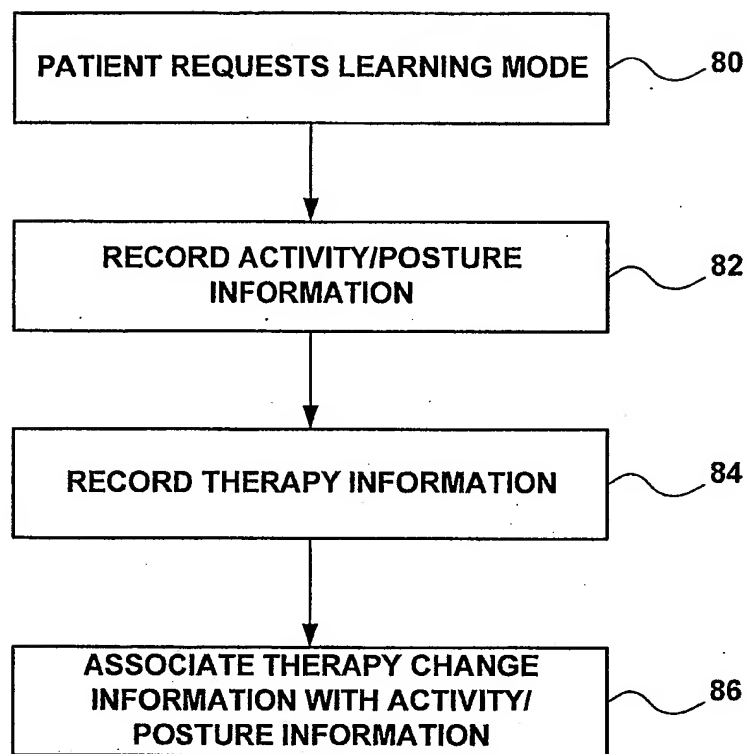 PATIENT REQUESTS LEARNING MODE
80
RECORD ACTIVITY/POSTURE
INFORMATION
82
RECORD THERAPY INFORMATION
84
ASSOCIATE THERAPY CHANGE
INFORMATION WITH ACTIVITY/
POSTURE INFORMATION
86